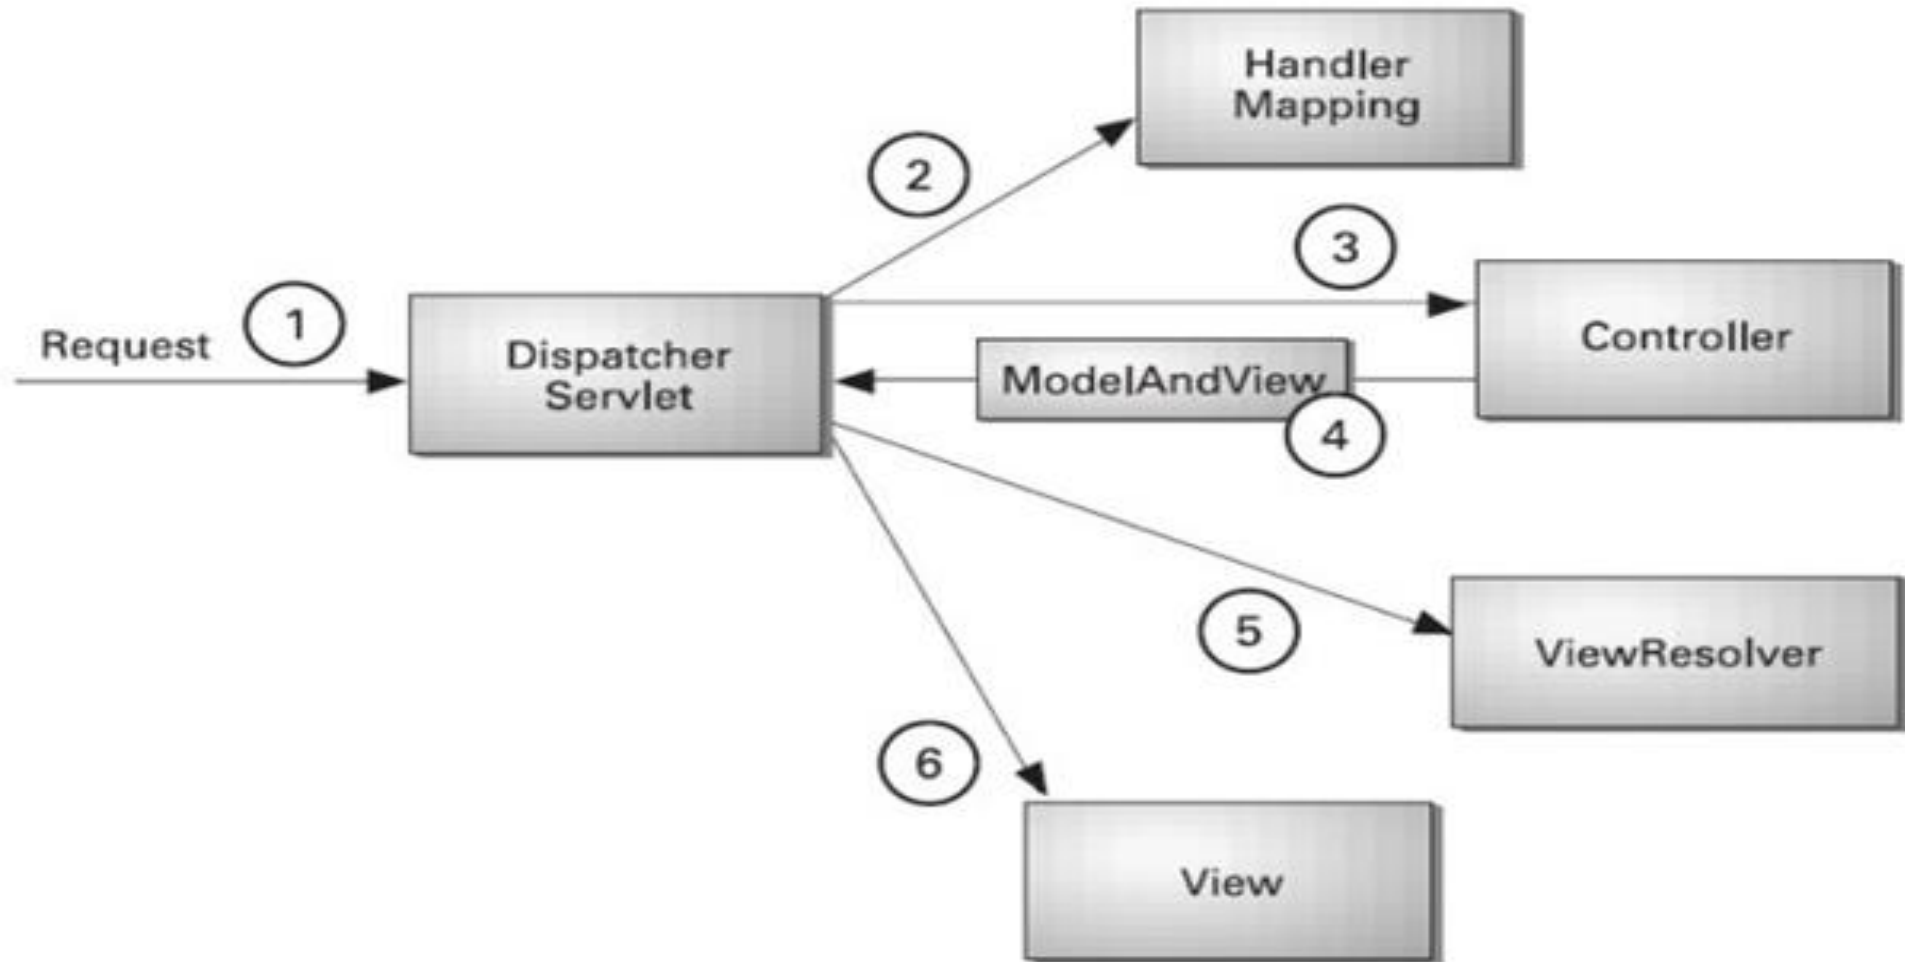 Handler
Mapping
2
3
Request
1
Dispatcher
Servlet
Controller
ModelAndView
4
5
ViewResolver
6
View